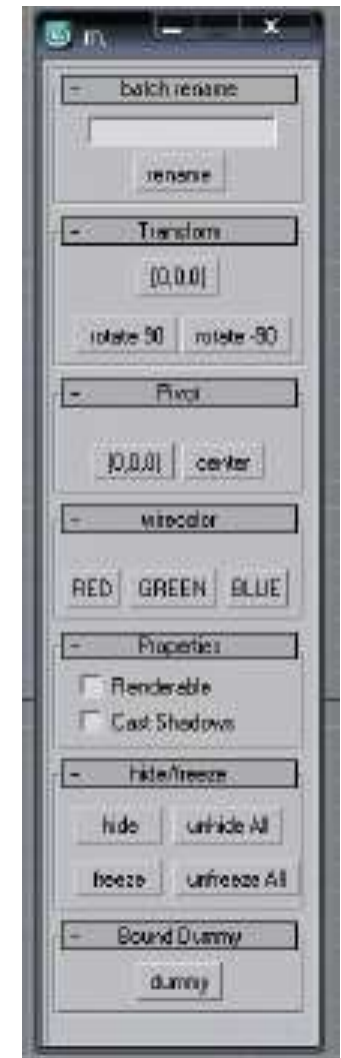 m,
- batch rename
rename
- Transform
[0,0,0]
rotate 90 rotate -90
- Pivot
[0,0,0] center
- wirecolor
RED GREEN BLUE
- Properties
Renderable
Cast Shadows
- hide/freeze
hide unhide All
freeze unfreeze All
- Bound Dummy
dummy